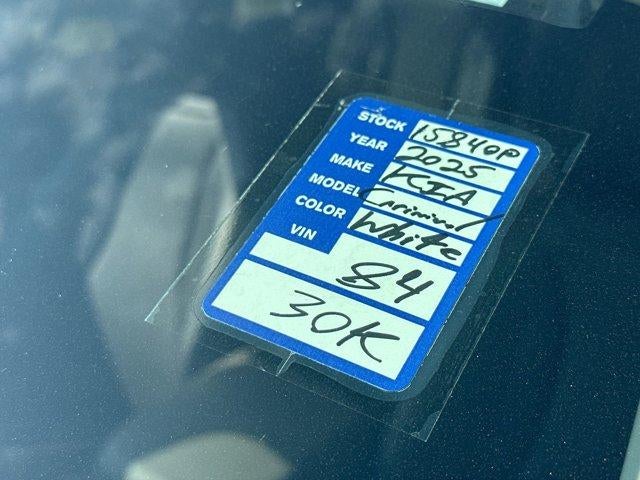 STOCK 15840P
YEAR 2025
MAKE KIA
MODEL Carnival
COLOR White
VIN 84
30K